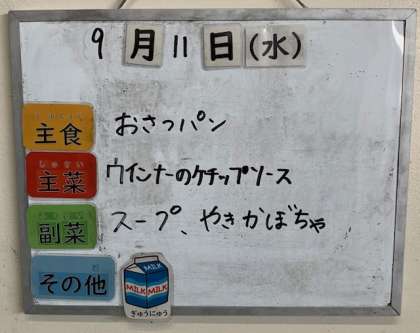 9月11日(水)
主食 おさつパン
主菜 ウインナーのケチップソース
副菜 スープ、やきかぼちゃ
その他
MILK
MILK MILK
ぎゅうにゅう